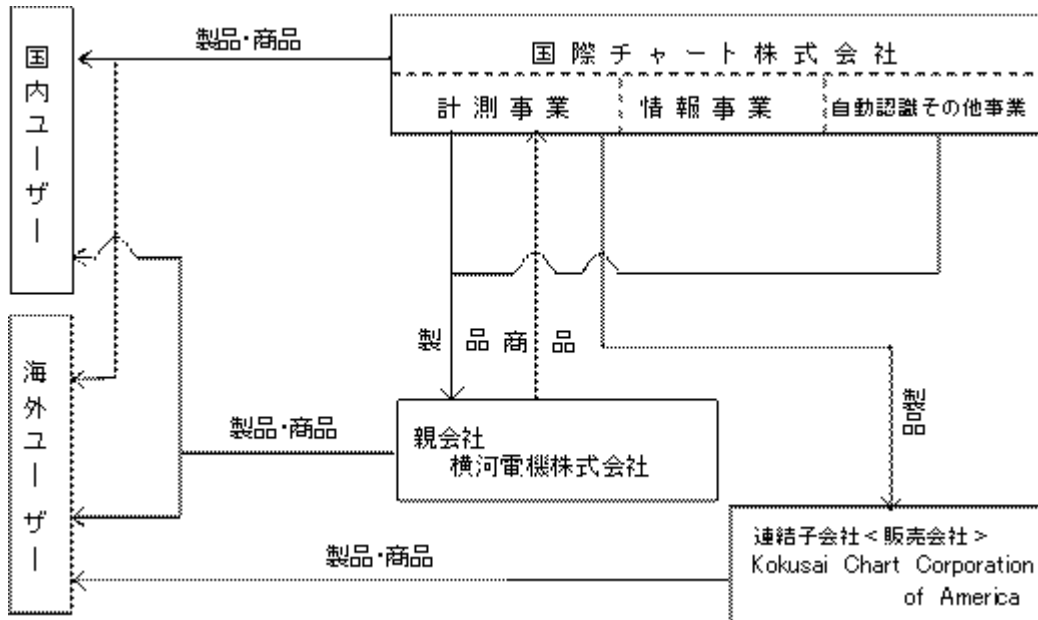 国際チャート株式会社
計測事業
情報事業
自動認識その他事業
製品・商品
国内ユーザー
海外ユーザー
製品
商品
製品
製品・商品
親会社
横河電機株式会社
製品・商品
連結子会社<販売会社>
Kokusai Chart Corporation
of America